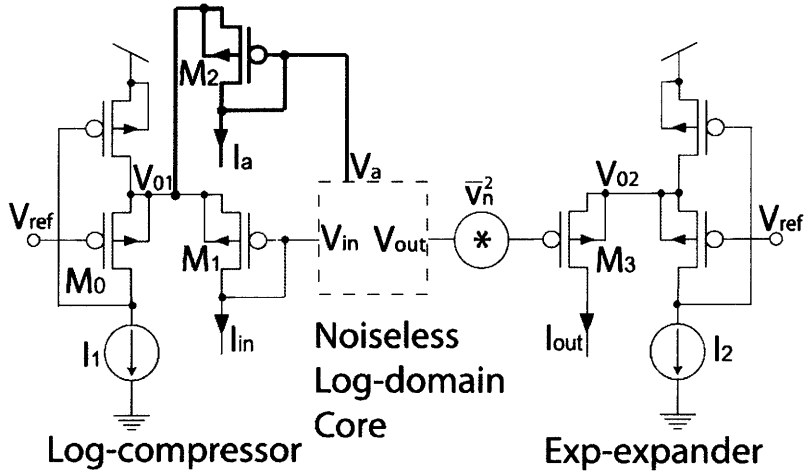 M2
Ia
Va
V01
V02
v̄n²
Vref
Vref
Vin
Vout
*
M0
M1
M3
I1
Iin
Iout
I2
Noiseless
Log-domain
Core
Log-compressor
Exp-expander